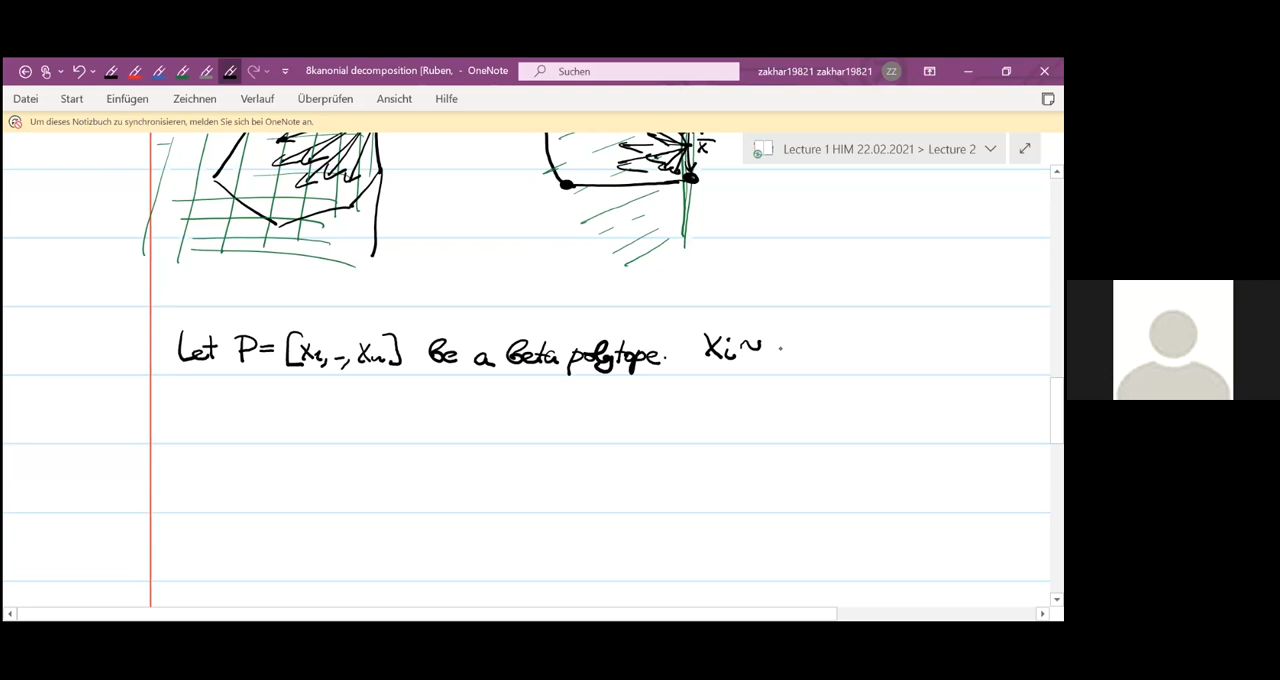 8kanonial decomposition [Ruben, - OneNote
Suchen
zakhar19821 zakhar19821 ZZ
Datei Start Einfügen Zeichnen Verlauf Überprüfen Ansicht Hilfe
Um dieses Notizbuch zu synchronisieren, melden Sie sich bei OneNote an.
Lecture 1 HIM 22.02.2021 > Lecture 2
x
Let P = [X₁, –, Xₙ] be a beta polytope. Xᵢ ~